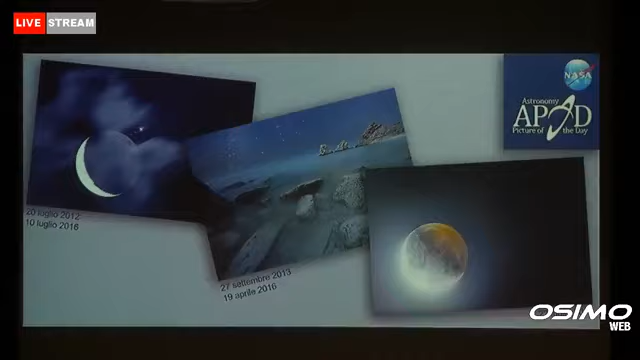 LIVE STREAM
NASA
Astronomy
APOD
Picture of the Day
20 luglio 2012
10 luglio 2016
27 settembre 2013
19 aprile 2016
OSIMO
WEB